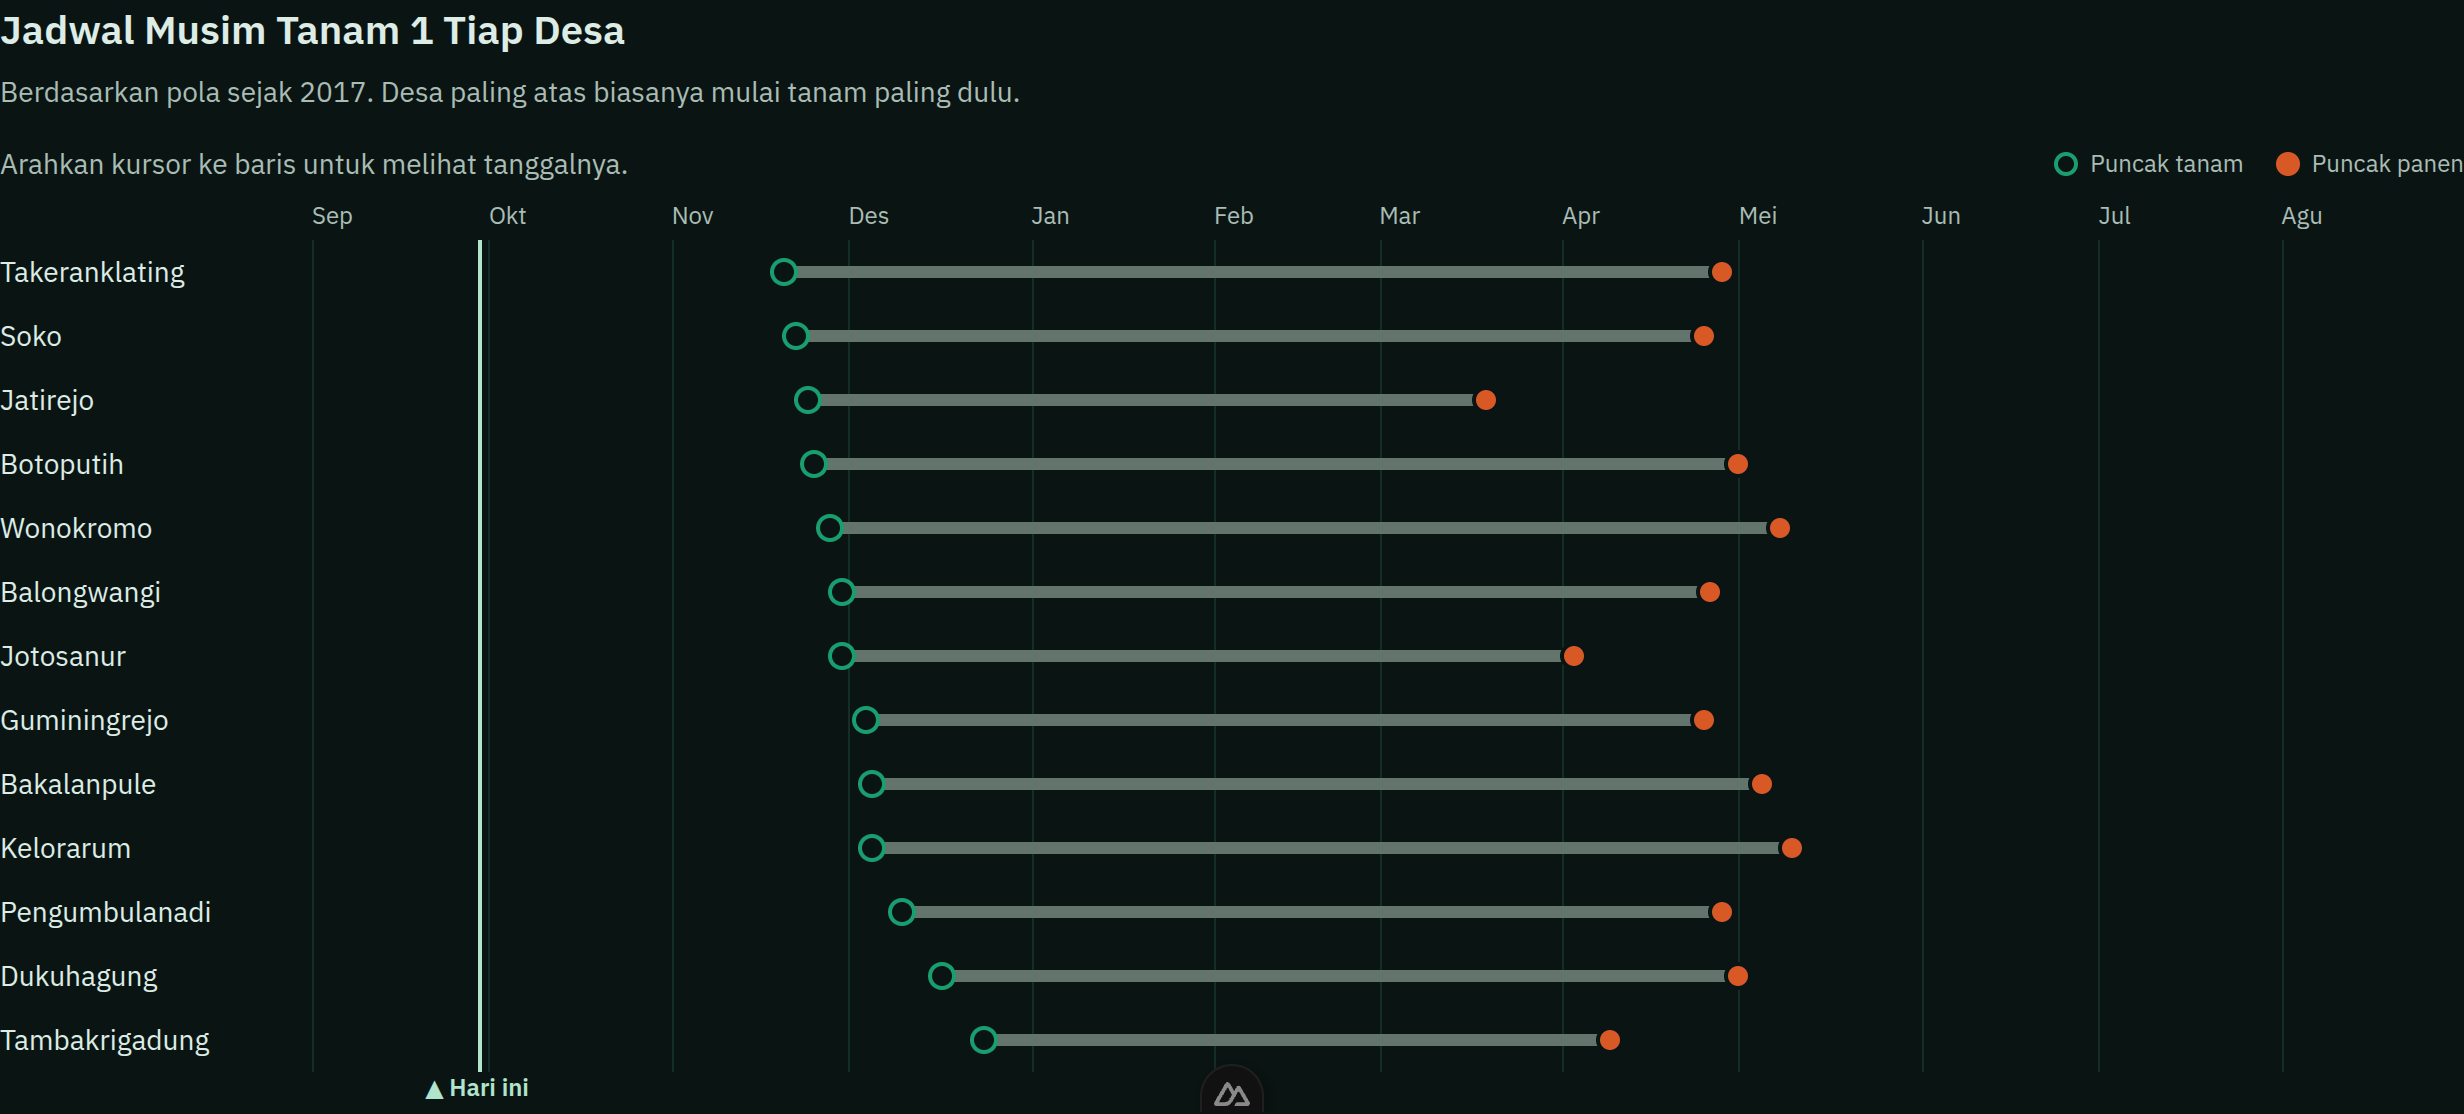 Jadwal Musim Tanam 1 Tiap Desa
Berdasarkan pola sejak 2017. Desa paling atas biasanya mulai tanam paling dulu.
Arahkan kursor ke baris untuk melihat tanggalnya.
Puncak tanam Puncak panen
Sep Okt Nov Des Jan Feb Mar Apr Mei Jun Jul Agu
Takeranklating
Soko
Jatirejo
Botoputih
Wonokromo
Balongwangi
Jotosanur
Guminingrejo
Bakalanpule
Kelorarum
Pengumbulanadi
Dukuhagung
Tambakrigadung
▲ Hari ini